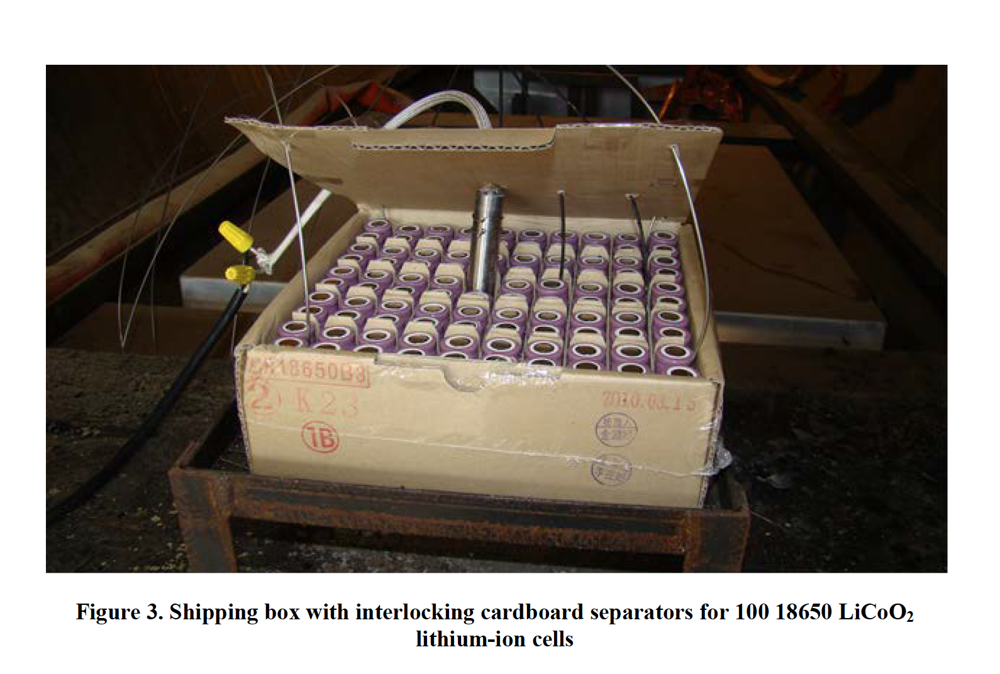 18650B3
2 K23
1B
2010.03.15
Figure 3. Shipping box with interlocking cardboard separators for 100 18650 LiCoO₂
lithium-ion cells